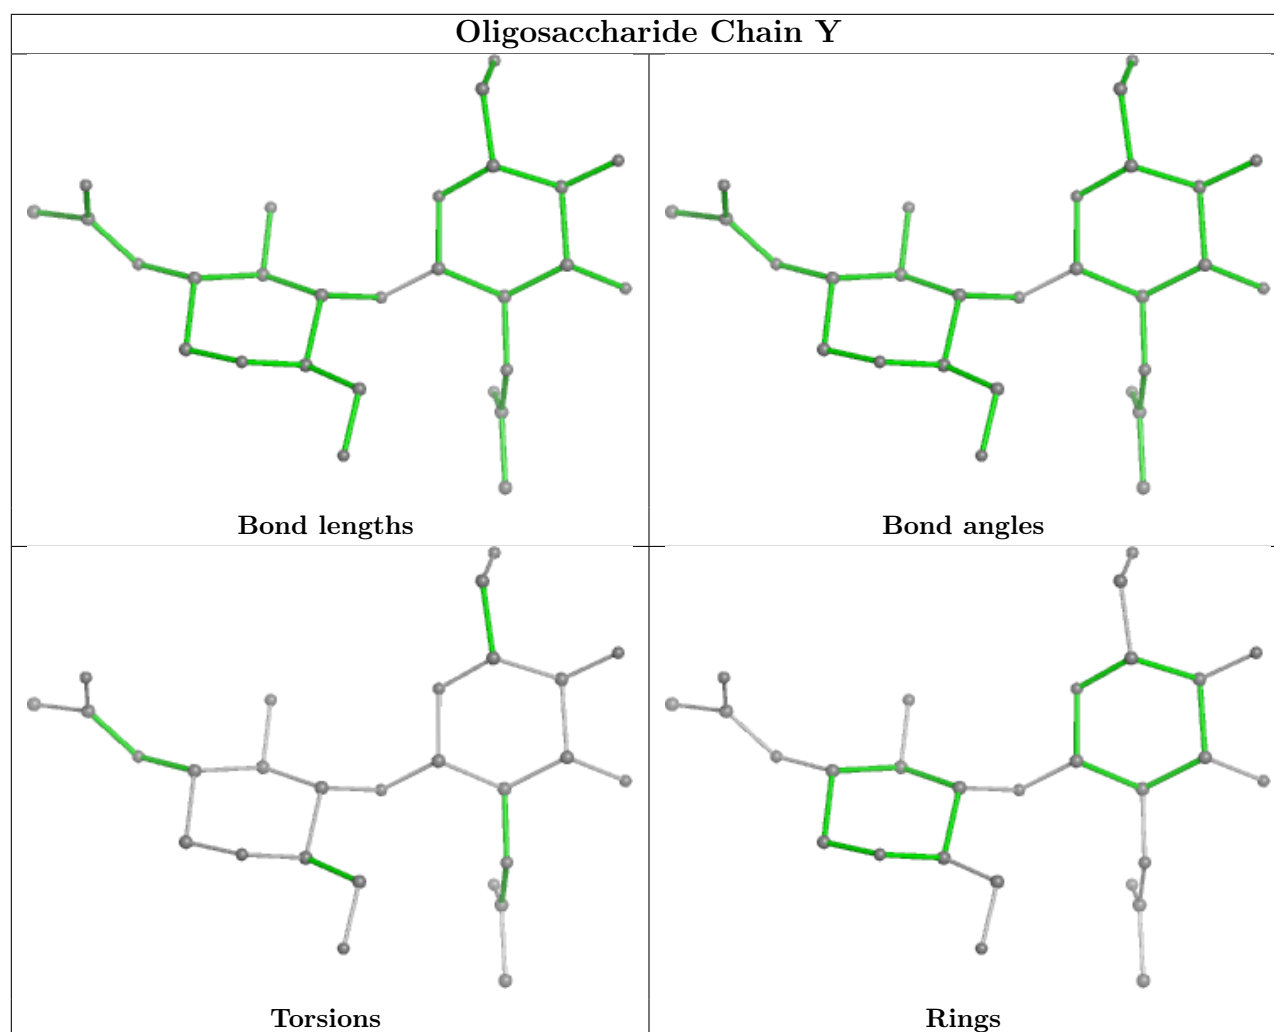 Oligosaccharide Chain Y
Bond lengths
Bond angles
Torsions
Rings